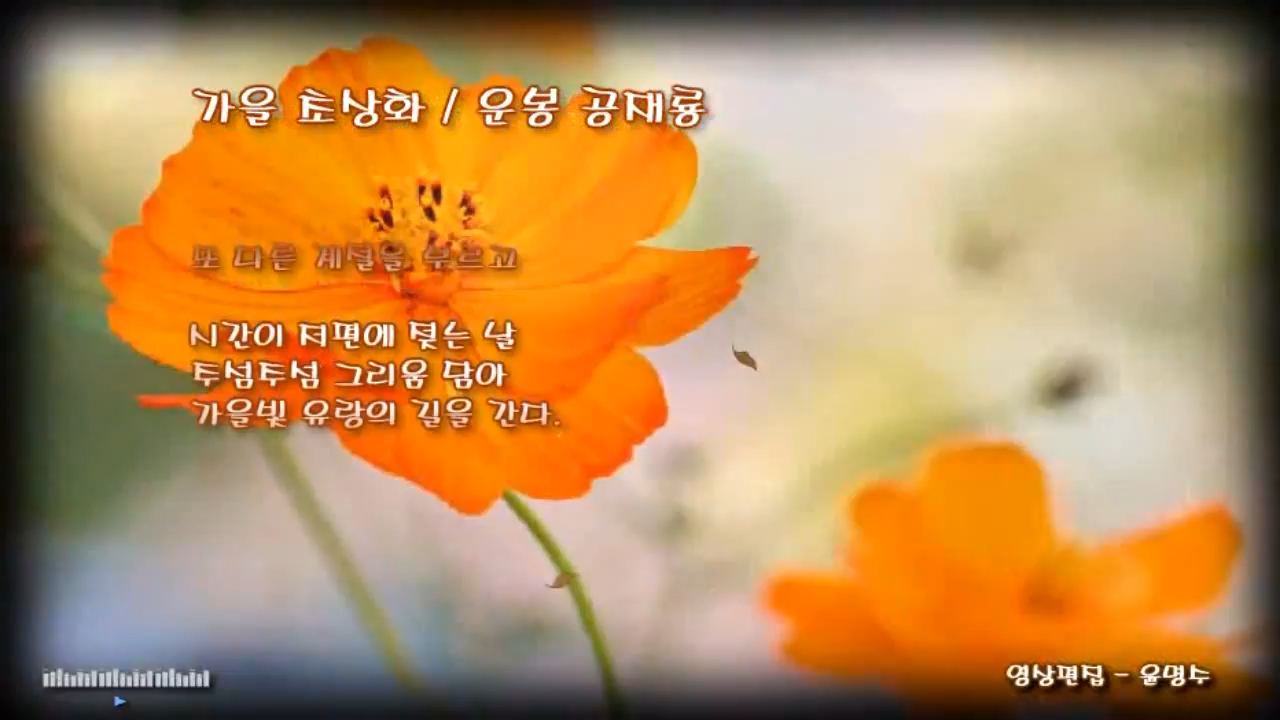 가을 초상화 / 운봉 공재룡
또 다른 계절을 부르고
시간이 저편에 젖는 날
투섬투섬 그리움 담아
가을빛 유랑의 길을 간다.
영상편집 - 윤명수